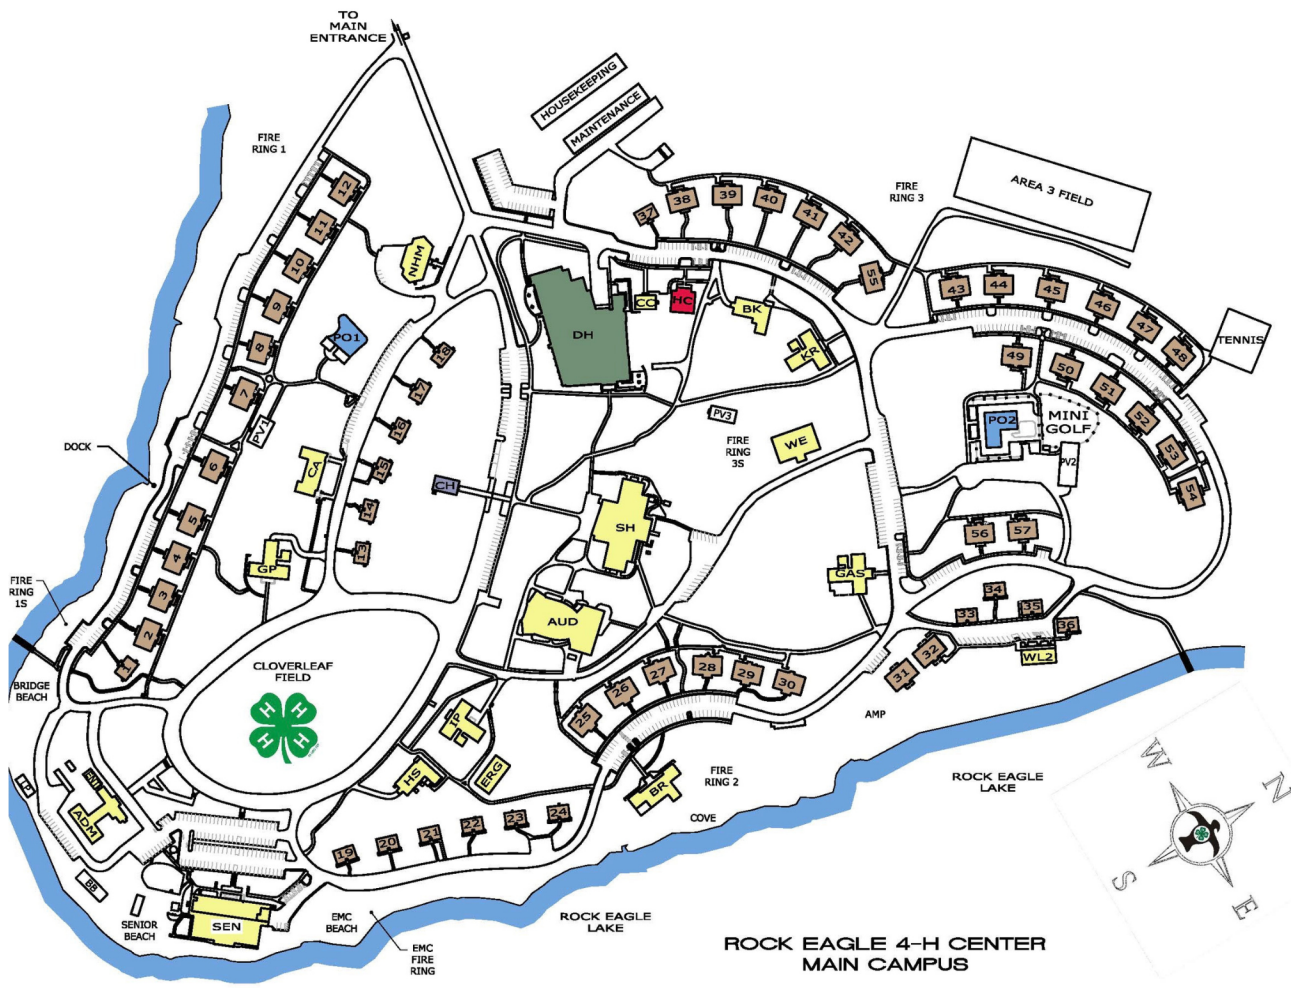 TO
MAIN
ENTRANCE
HOUSEKEEPING
MAINTENANCE
FIRE
RING 1
12
11
10
9
8
7
6
5
4
3
2
1
NHM
PO1
PV1
CA
GP
18
17
16
15
14
13
CH
DH
CC
HC
BK
KR
PV3
FIRE
RING
3S
WE
SH
AUD
GAS
37
38
39
40
41
42
55
FIRE
RING 3
AREA 3 FIELD
43
44
45
46
47
48
TENNIS
49
50
51
52
53
54
PO2
MINI
GOLF
PV2
56
57
33
34
35
36
WL2
31
32
AMP
DOCK
FIRE
RING
1S
BRIDGE
BEACH
CLOVERLEAF
FIELD
H
H
H
H
25
26
27
28
29
30
IP
HS
ERG
BR
FIRE
RING 2
COVE
19
20
21
22
23
24
ADM
BB
SENIOR
BEACH
SEN
EMC
BEACH
EMC
FIRE
RING
ROCK EAGLE
LAKE
ROCK EAGLE
LAKE
W
N
S
E
ROCK EAGLE 4-H CENTER
MAIN CAMPUS